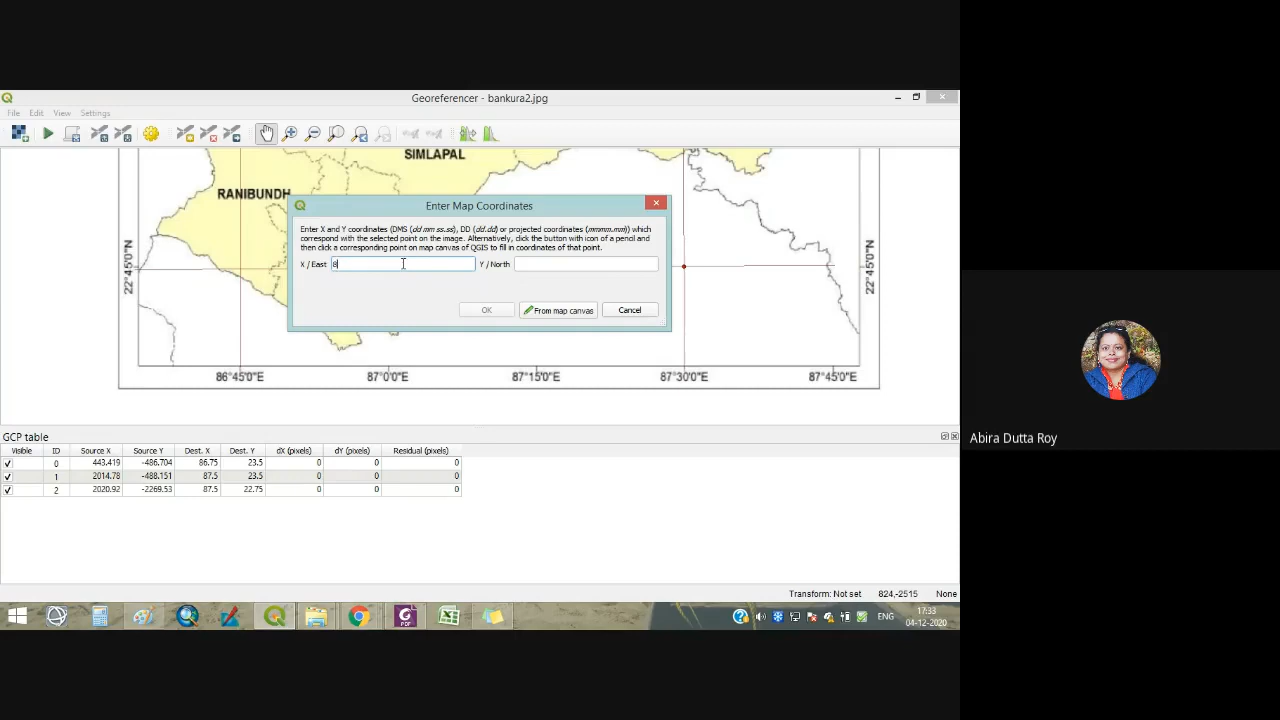 Georeferencer - bankura2.jpg
File Edit View Settings
SIMLAPAL
RANIBUNDH
Enter Map Coordinates
Enter X and Y coordinates (DMS (dd mm ss.ss), DD (dd.dd) or projected coordinates (mmmm.mm)) which
correspond with the selected point on the image. Alternatively, click the button with icon of a pencil and
then click a corresponding point on map canvas of QGIS to fill in coordinates of that point.
X / East 8 Y / North
OK From map canvas Cancel
22°45'0"N
22°45'0"N
86°45'0"E 87°0'0"E 87°15'0"E 87°30'0"E 87°45'0"E
Abira Dutta Roy
GCP table
Visible ID Source X Source Y Dest. X Dest. Y dX (pixels) dY (pixels) Residual (pixels)
0 443.419 -486.704 86.75 23.5 0 0 0
1 2014.78 -488.151 87.5 23.5 0 0 0
2 2020.92 -2269.53 87.5 22.75 0 0 0
Transform: Not set 824,-2515 None
PDF
ENG
17:33
04-12-2020